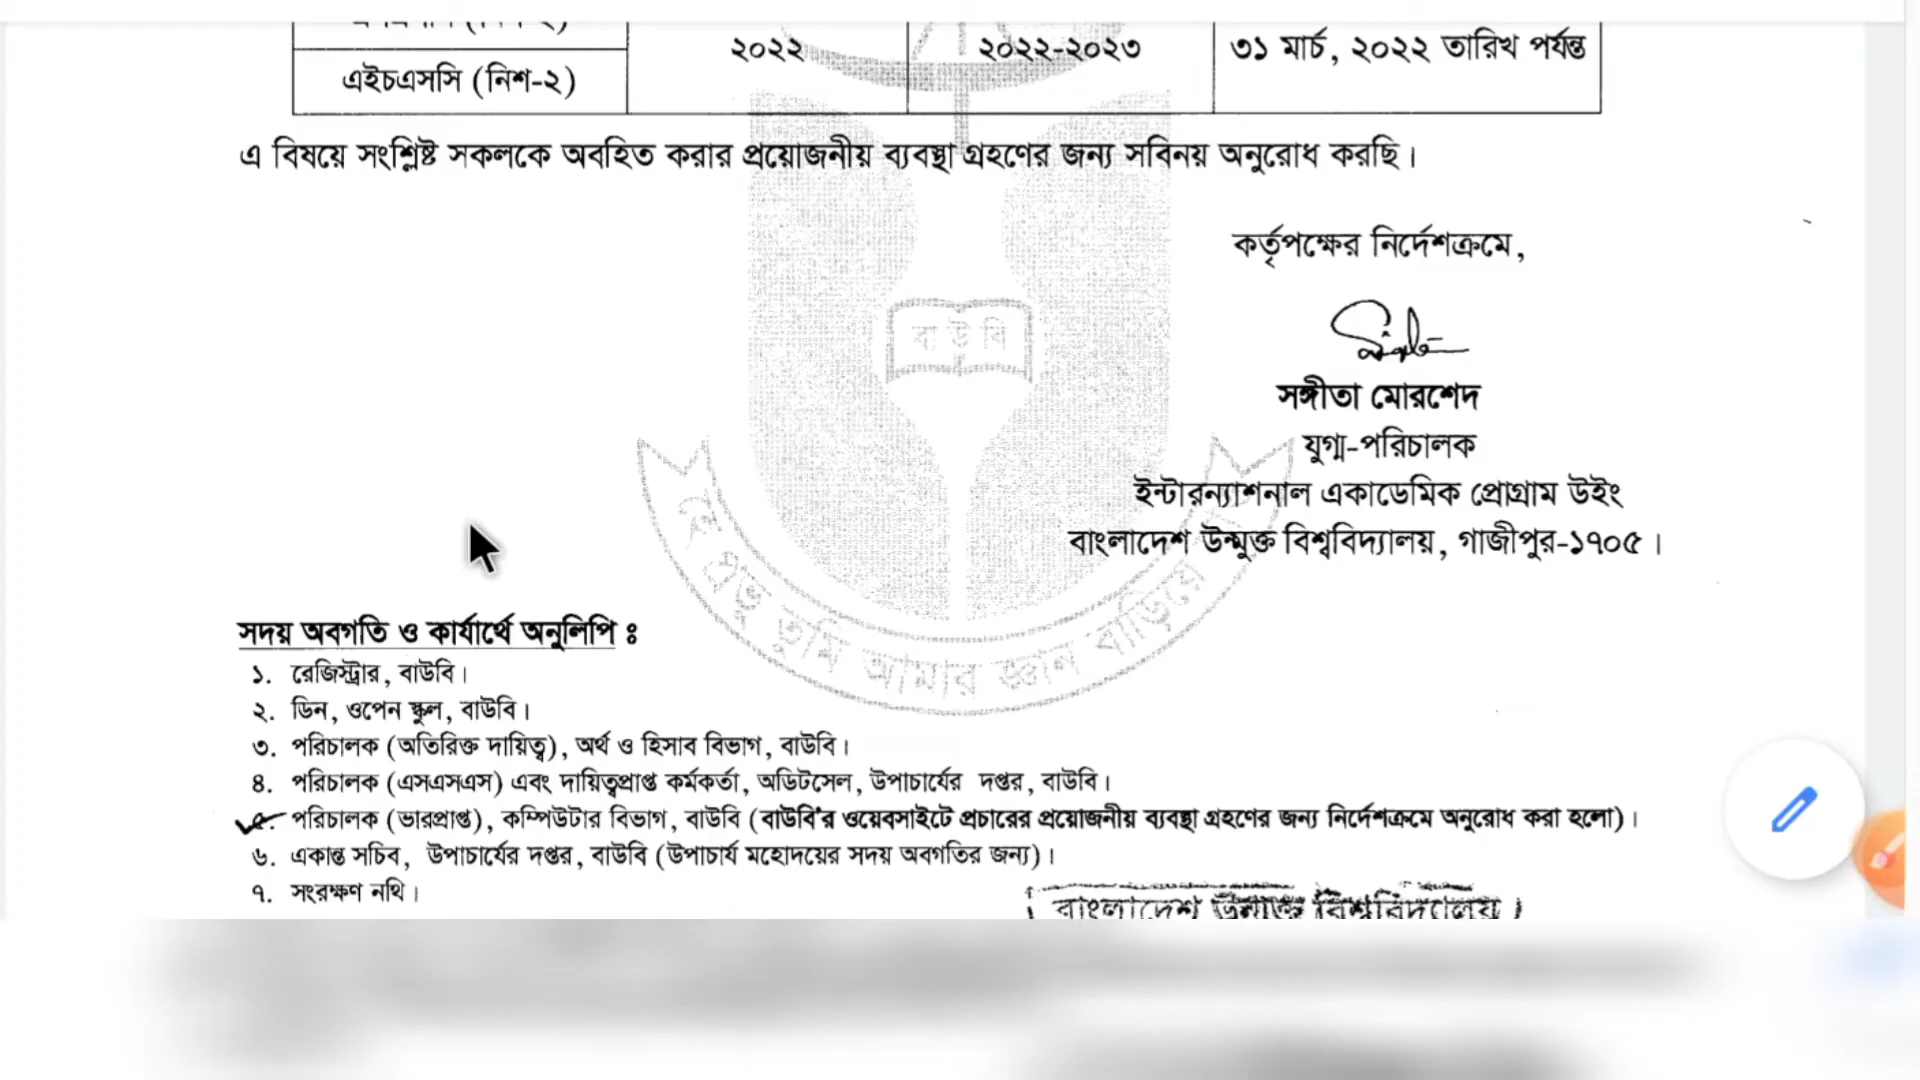 ২০২২ ২০২২-২০২৩ ৩১ মার্চ, ২০২২ তারিখ পর্যন্ত
এইচএসসি (নিশ-২)
এ বিষয়ে সংশ্লিষ্ট সকলকে অবহিত করার প্রয়োজনীয় ব্যবস্থা গ্রহণের জন্য সবিনয় অনুরোধ করছি।
কর্তৃপক্ষের নির্দেশক্রমে,
বা উ বি
সঙ্গীতা মোরশেদ
যুগ্ম-পরিচালক
ইন্টারন্যাশনাল একাডেমিক প্রোগ্রাম উইং
বাংলাদেশ উন্মুক্ত বিশ্ববিদ্যালয়, গাজীপুর-১৭০৫।
হে প্রভু তুমি আমার জ্ঞান বাড়িয়ে
সদয় অবগতি ও কার্যার্থে অনুলিপি ঃ
১. রেজিস্ট্রার, বাউবি।
২. ডিন, ওপেন স্কুল, বাউবি।
৩. পরিচালক (অতিরিক্ত দায়িত্ব), অর্থ ও হিসাব বিভাগ, বাউবি।
৪. পরিচালক (এসএসএস) এবং দায়িত্বপ্রাপ্ত কর্মকর্তা, অডিটসেল, উপাচার্যের দপ্তর, বাউবি।
৫. পরিচালক (ভারপ্রাপ্ত), কম্পিউটার বিভাগ, বাউবি (বাউবি'র ওয়েবসাইটে প্রচারের প্রয়োজনীয় ব্যবস্থা গ্রহণের জন্য নির্দেশক্রমে অনুরোধ করা হলো)।
৬. একান্ত সচিব, উপাচার্যের দপ্তর, বাউবি (উপাচার্য মহোদয়ের সদয় অবগতির জন্য)।
৭. সংরক্ষণ নথি।
বাংলাদেশ উন্মুক্ত বিশ্ববিদ্যালয়